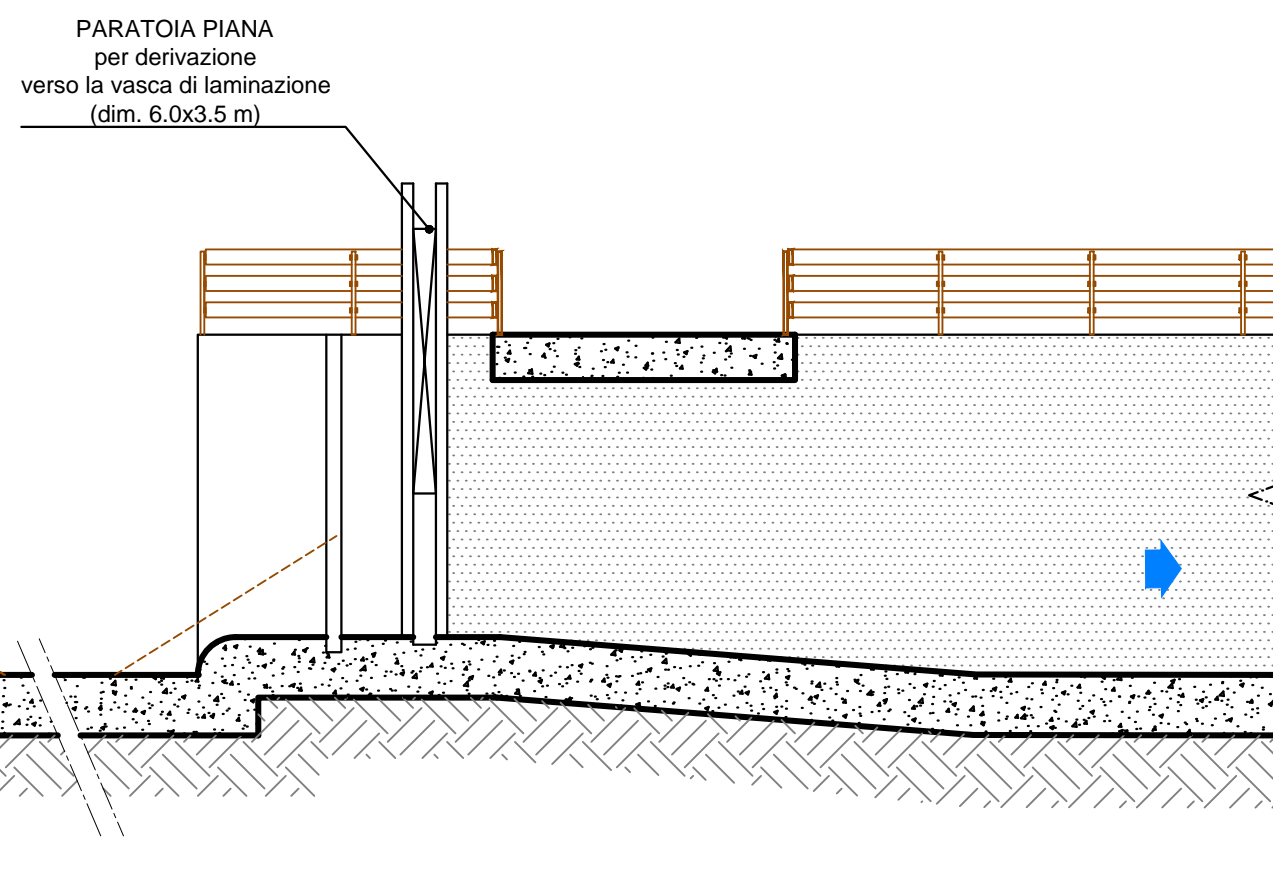 PARATOIA PIANA
per derivazione
verso la vasca di laminazione
(dim. 6.0x3.5 m)